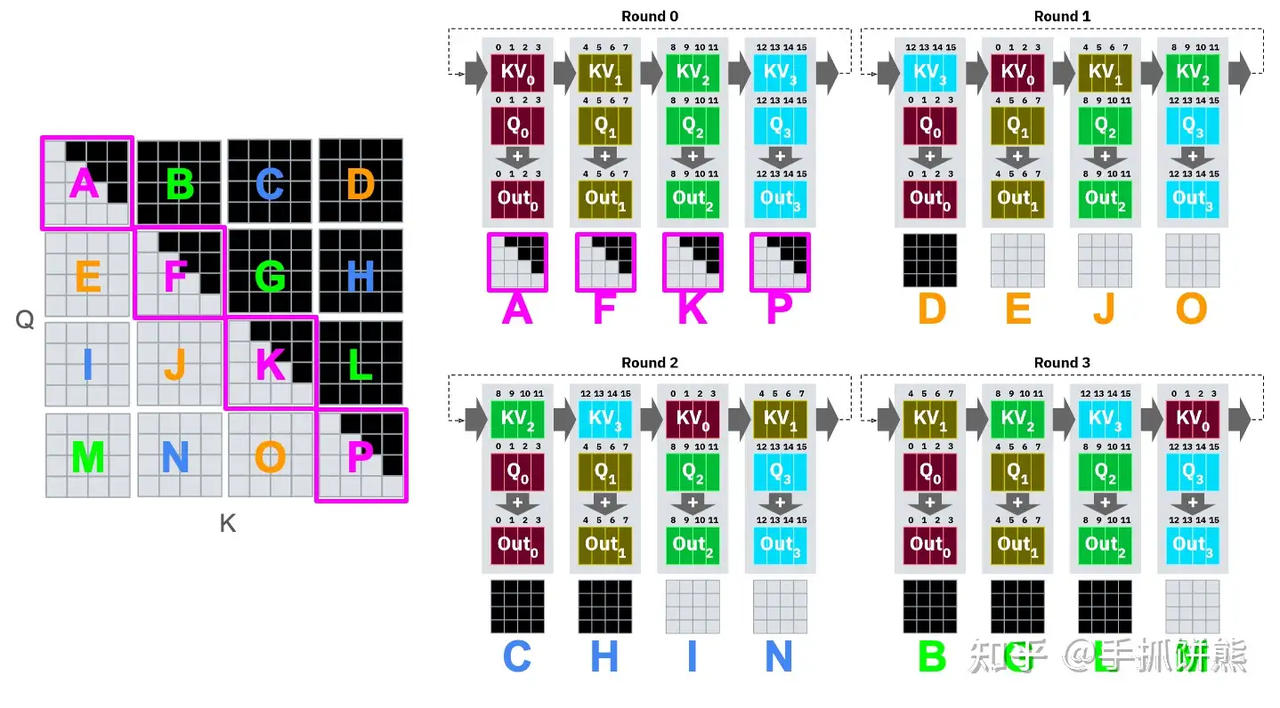 Round 0
0 1 2 3 4 5 6 7 8 9 10 11 12 13 14 15
KV0 KV1 KV2 KV3
0 1 2 3 4 5 6 7 8 9 10 11 12 13 14 15
Q0 Q1 Q2 Q3
+ + + +
0 1 2 3 4 5 6 7 8 9 10 11 12 13 14 15
Out0 Out1 Out2 Out3
A F K P
Round 1
12 13 14 15 0 1 2 3 4 5 6 7 8 9 10 11
KV3 KV0 KV1 KV2
0 1 2 3 4 5 6 7 8 9 10 11 12 13 14 15
Q0 Q1 Q2 Q3
+ + + +
0 1 2 3 4 5 6 7 8 9 10 11 12 13 14 15
Out0 Out1 Out2 Out3
D E J O
A B C D
E F G H
Q
I J K L
M N O P
K
Round 2
8 9 10 11 12 13 14 15 0 1 2 3 4 5 6 7
KV2 KV3 KV0 KV1
0 1 2 3 4 5 6 7 8 9 10 11 12 13 14 15
Q0 Q1 Q2 Q3
+ + + +
0 1 2 3 4 5 6 7 8 9 10 11 12 13 14 15
Out0 Out1 Out2 Out3
C H I N
Round 3
4 5 6 7 8 9 10 11 12 13 14 15 0 1 2 3
KV1 KV2 KV3 KV0
0 1 2 3 4 5 6 7 8 9 10 11 12 13 14 15
Q0 Q1 Q2 Q3
+ + + +
0 1 2 3 4 5 6 7 8 9 10 11 12 13 14 15
Out0 Out1 Out2 Out3
B G L M
知乎 @手抓饼熊